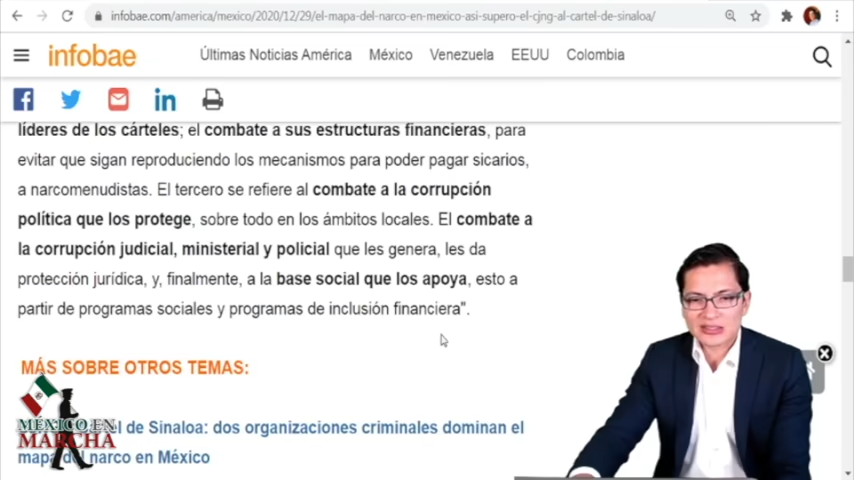 infobae.com/america/mexico/2020/12/29/el-mapa-del-narco-en-mexico-asi-supero-el-cjng-al-cartel-de-sinaloa/
infobae
Últimas Noticias América México Venezuela EEUU Colombia
líderes de los cárteles; el combate a sus estructuras financieras, para
evitar que sigan reproduciendo los mecanismos para poder pagar sicarios,
a narcomenudistas. El tercero se refiere al combate a la corrupción
política que los protege, sobre todo en los ámbitos locales. El combate a
la corrupción judicial, ministerial y policial que les genera, les da
protección jurídica, y, finalmente, a la base social que los apoya, esto a
partir de programas sociales y programas de inclusión financiera".
MÁS SOBRE OTROS TEMAS:
de Sinaloa: dos organizaciones criminales dominan el
mapa del narco en México
MÉXICO EN
MARCHA